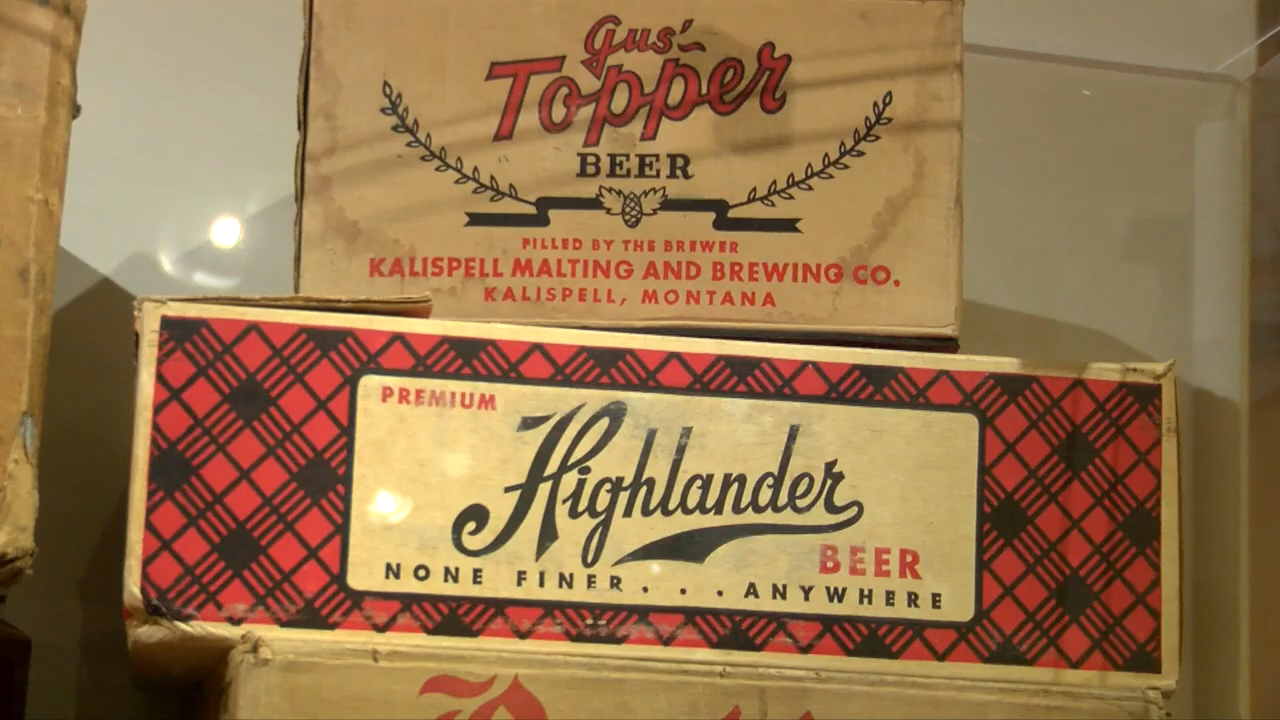 Gus'
Topper
BEER
FILLED BY THE BREWER
KALISPELL MALTING AND BREWING CO.
KALISPELL, MONTANA
PREMIUM
Highlander
BEER
NONE FINER . . . ANYWHERE